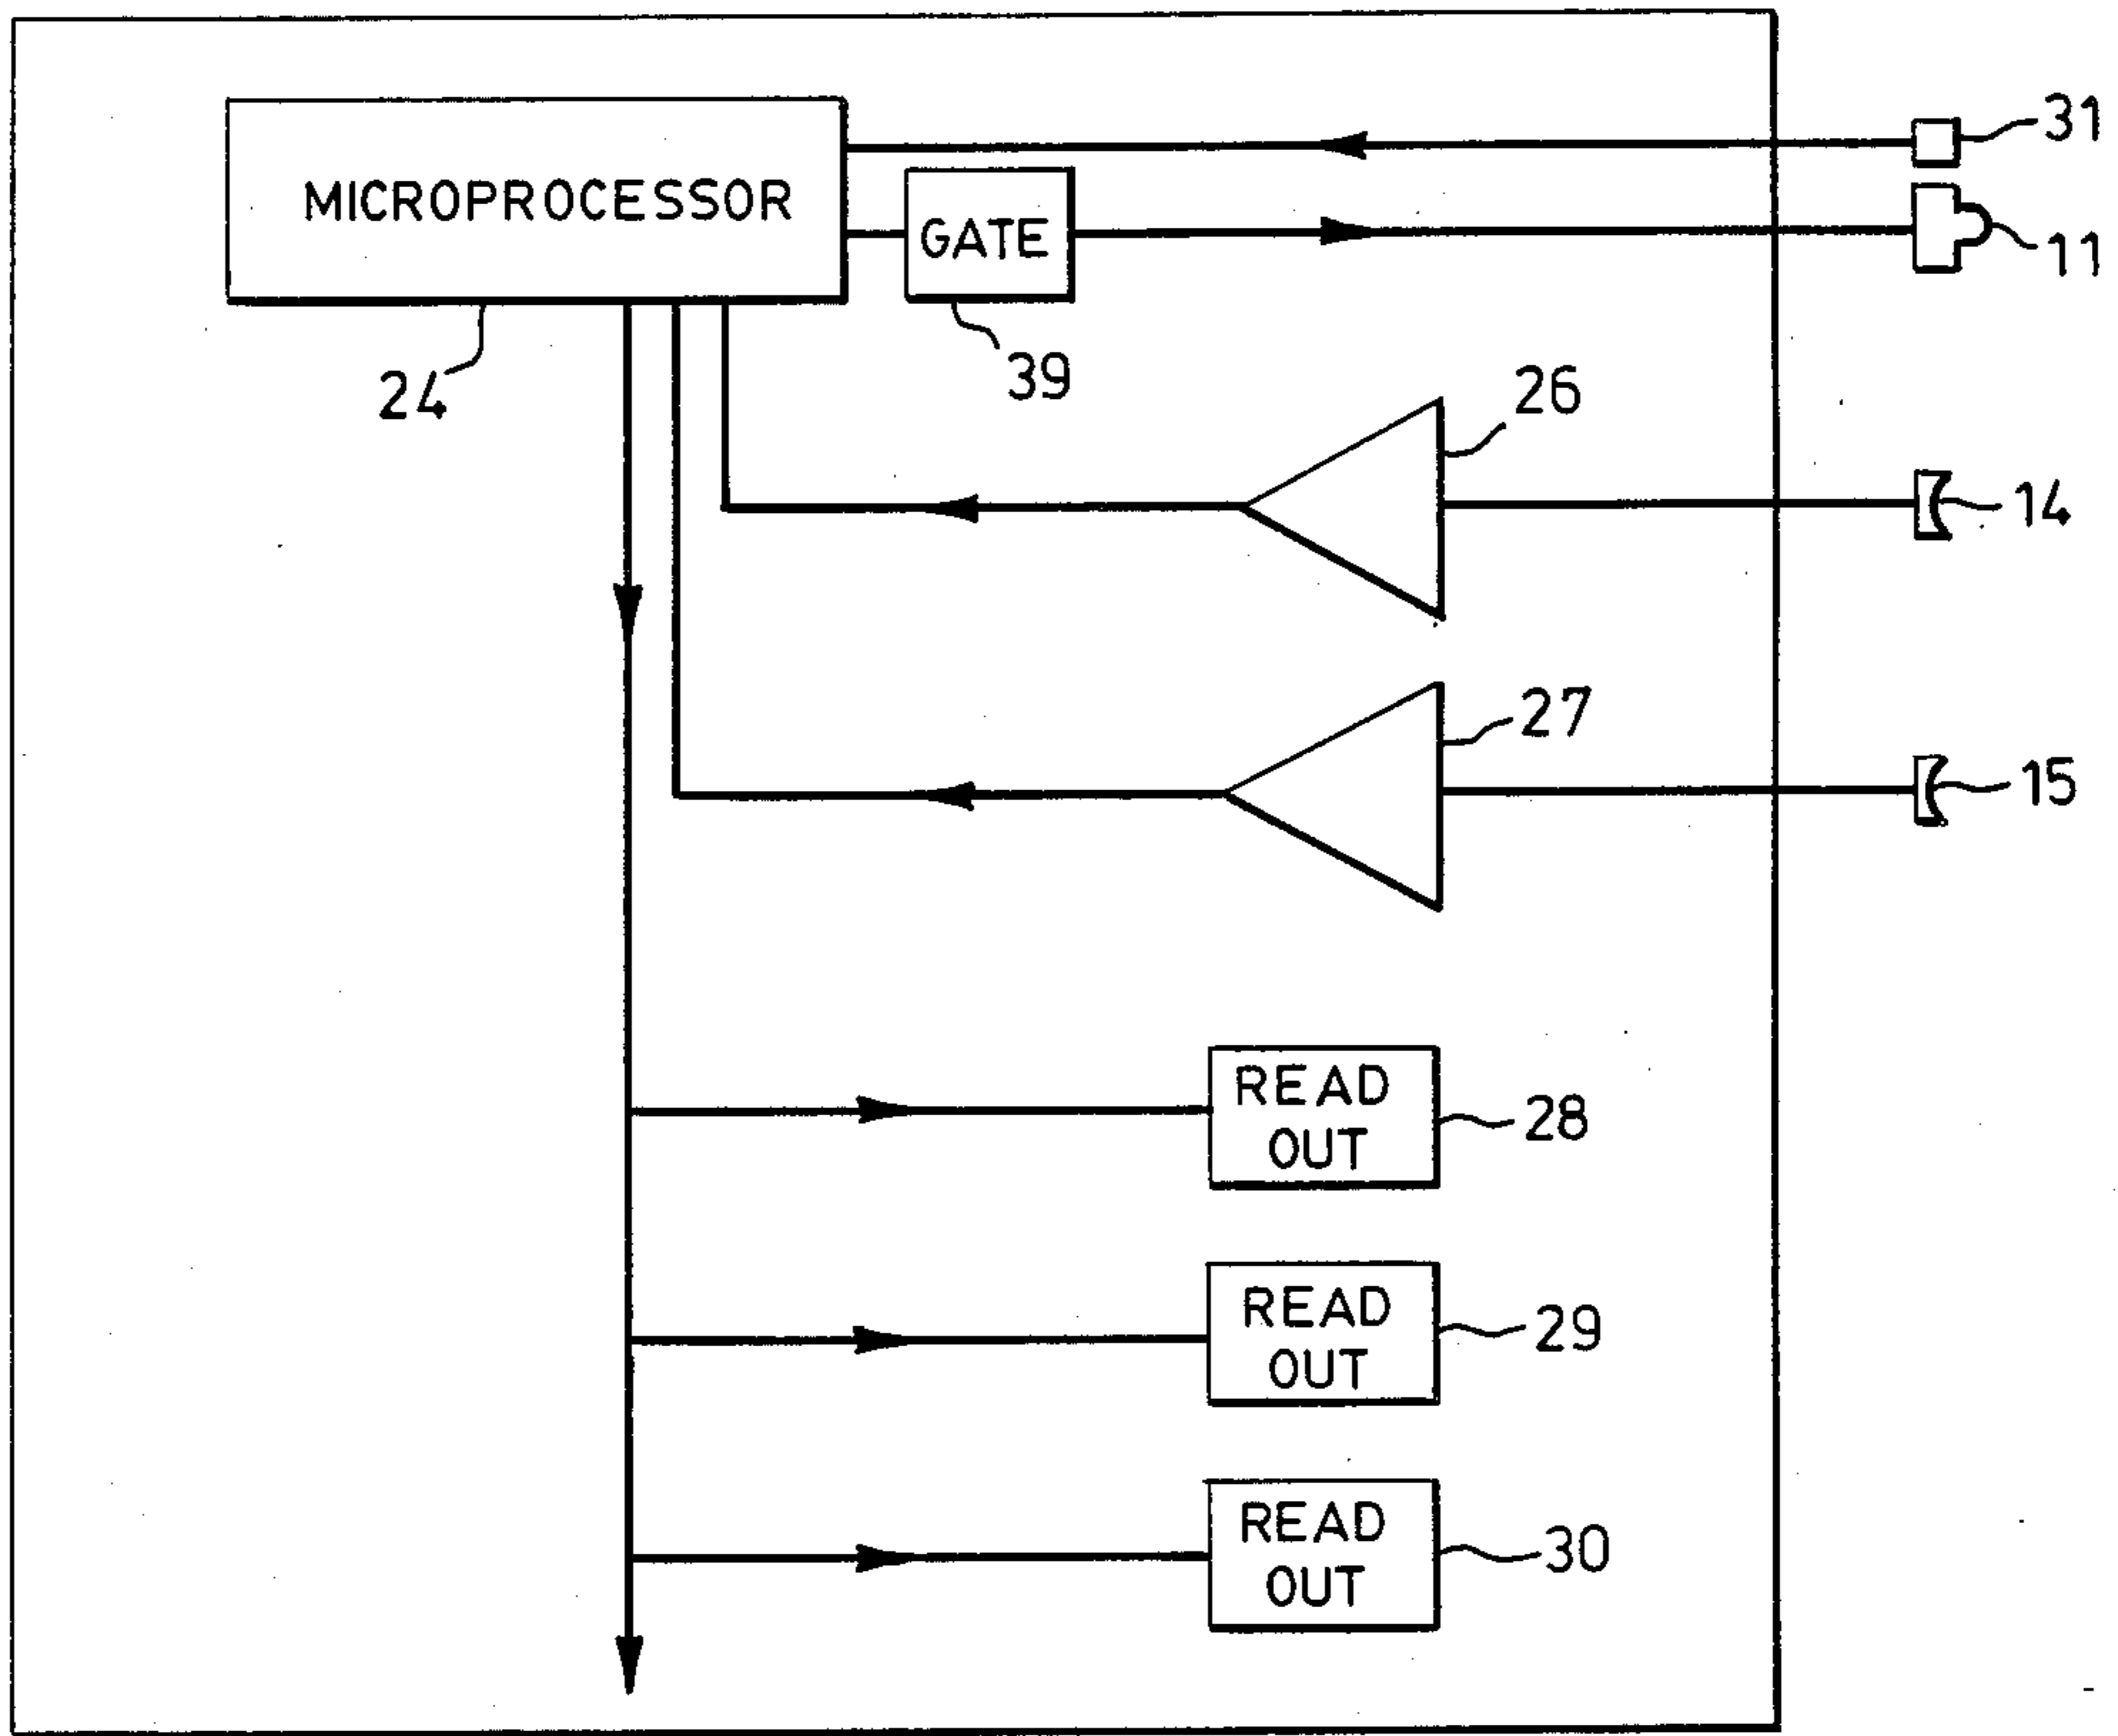 31
MICROPROCESSOR
GATE
11
24
39
26
14
27
15
READ
OUT
28
READ
OUT
29
READ
OUT
30